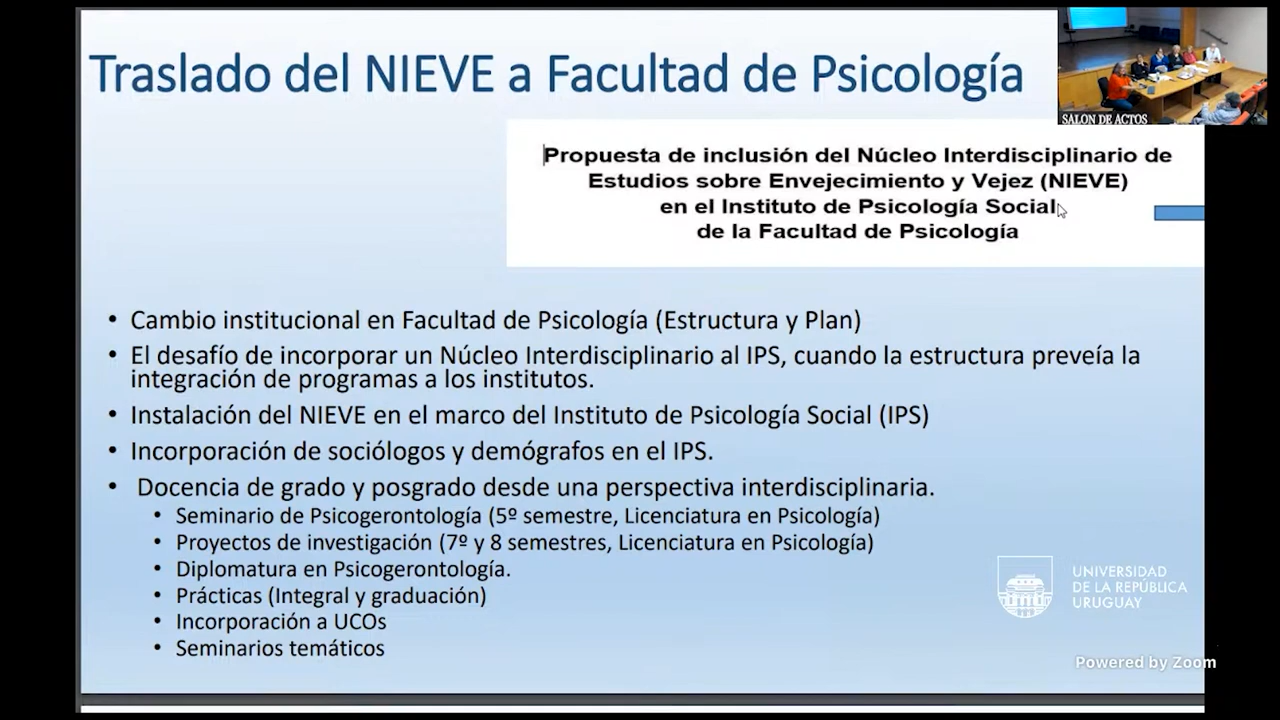 Traslado del NIEVE a Facultad de Psicología
SALON DE ACTOS
Propuesta de inclusión del Núcleo Interdisciplinario de
Estudios sobre Envejecimiento y Vejez (NIEVE)
en el Instituto de Psicología Social
de la Facultad de Psicología
• Cambio institucional en Facultad de Psicología (Estructura y Plan)
• El desafío de incorporar un Núcleo Interdisciplinario al IPS, cuando la estructura preveía la
integración de programas a los institutos.
• Instalación del NIEVE en el marco del Instituto de Psicología Social (IPS)
• Incorporación de sociólogos y demógrafos en el IPS.
• Docencia de grado y posgrado desde una perspectiva interdisciplinaria.
• Seminario de Psicogerontología (5º semestre, Licenciatura en Psicología)
• Proyectos de investigación (7º y 8 semestres, Licenciatura en Psicología)
• Diplomatura en Psicogerontología.
• Prácticas (Integral y graduación)
• Incorporación a UCOs
• Seminarios temáticos
UNIVERSIDAD
DE LA REPÚBLICA
URUGUAY
Powered by Zoom